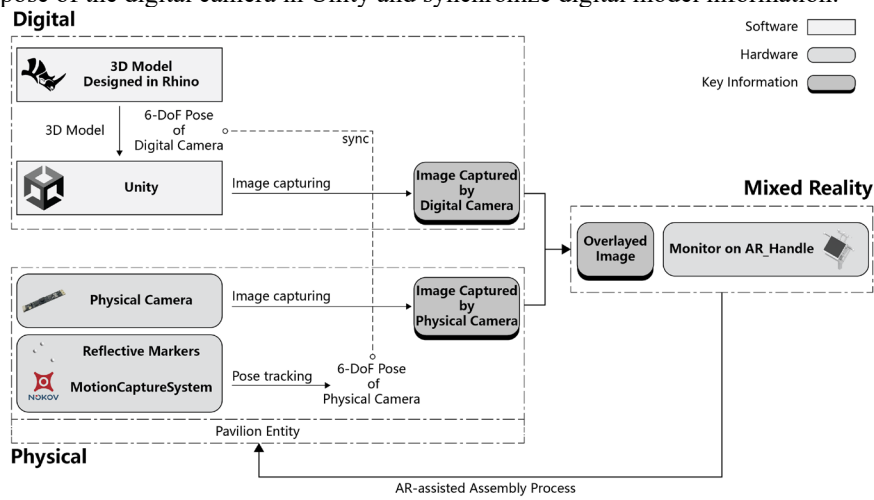 pose of the digital camera in Unity and synchronize digital model information.
Digital
Software
Hardware
Key Information
3D Model
Designed in Rhino
3D Model
6-DoF Pose
of
Digital Camera
sync
Unity
Image capturing
Image Captured
by
Digital Camera
Mixed Reality
Overlayed
Image
Monitor on AR_Handle
Physical Camera
Image capturing
Image Captured
by
Physical Camera
Reflective Markers
NOKOV
MotionCaptureSystem
Pose tracking
6-DoF Pose
of
Physical Camera
Pavilion Entity
Physical
AR-assisted Assembly Process